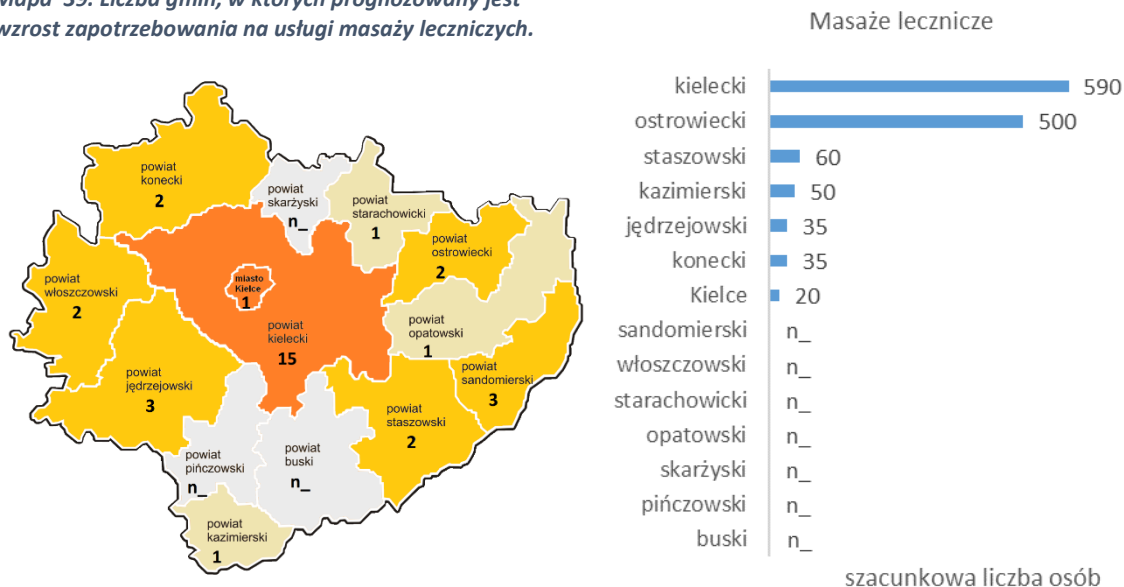 Mapa 39. Liczba gmin, w których prognozowany jest
wzrost zapotrzebowania na usługi masaży leczniczych.
powiat
konecki
2
powiat
skarżyski
n_
powiat
starachowicki
1
powiat
ostrowiecki
2
powiat
włoszczowski
2
miasto
Kielce
1
powiat
kielecki
15
powiat
opatowski
1
powiat
sandomierski
3
powiat
jędrzejowski
3
powiat
staszowski
2
powiat
pińczowski
n_
powiat
buski
n_
powiat
kazimierski
1
Masaże lecznicze
kielecki 590
ostrowiecki 500
staszowski 60
kazimierski 50
jędrzejowski 35
konecki 35
Kielce 20
sandomierski n_
włoszczowski n_
starachowicki n_
opatowski n_
skarżyski n_
pińczowski n_
buski n_
szacunkowa liczba osób